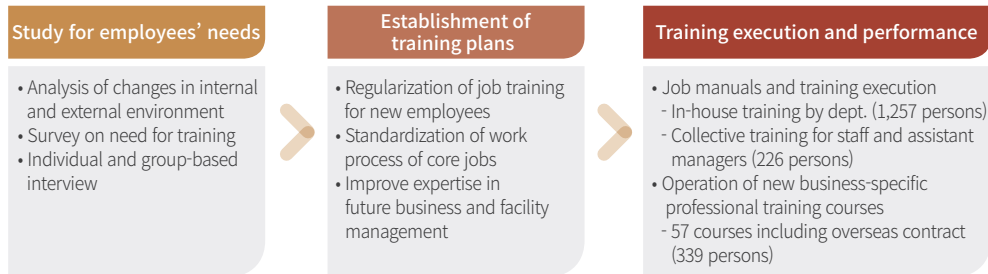 Study for employees’ needs
• Analysis of changes in internal
and external environment
• Survey on need for training
• Individual and group-based
interview
Establishment of
training plans
• Regularization of job training
for new employees
• Standardization of work
process of core jobs
• Improve expertise in
future business and facility
management
Training execution and performance
• Job manuals and training execution
- In-house training by dept. (1,257 persons)
- Collective training for staff and assistant
managers (226 persons)
• Operation of new business-specific
professional training courses
- 57 courses including overseas contract
(339 persons)